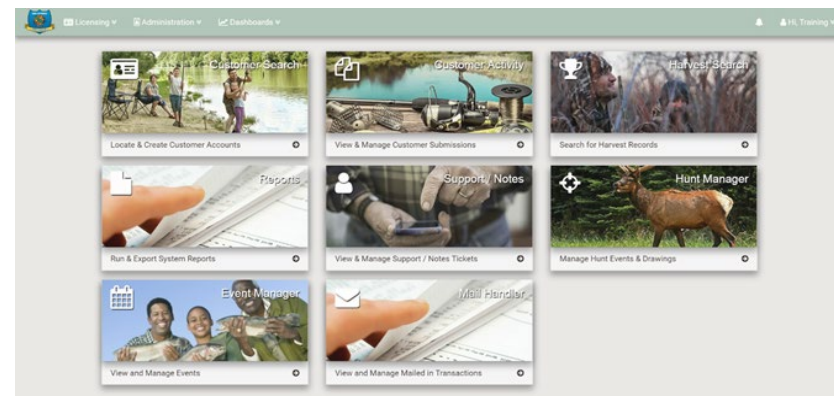 Licensing Administration Dashboards Hi, Training
Customer Search
Locate & Create Customer Accounts
Customer Activity
View & Manage Customer Submissions
Harvest Search
Search for Harvest Records
Reports
Run & Export System Reports
Support / Notes
View & Manage Support / Notes Tickets
Hunt Manager
Manage Hunt Events & Drawings
Event Manager
View and Manage Events
Mail Handler
View and Manage Mailed in Transactions